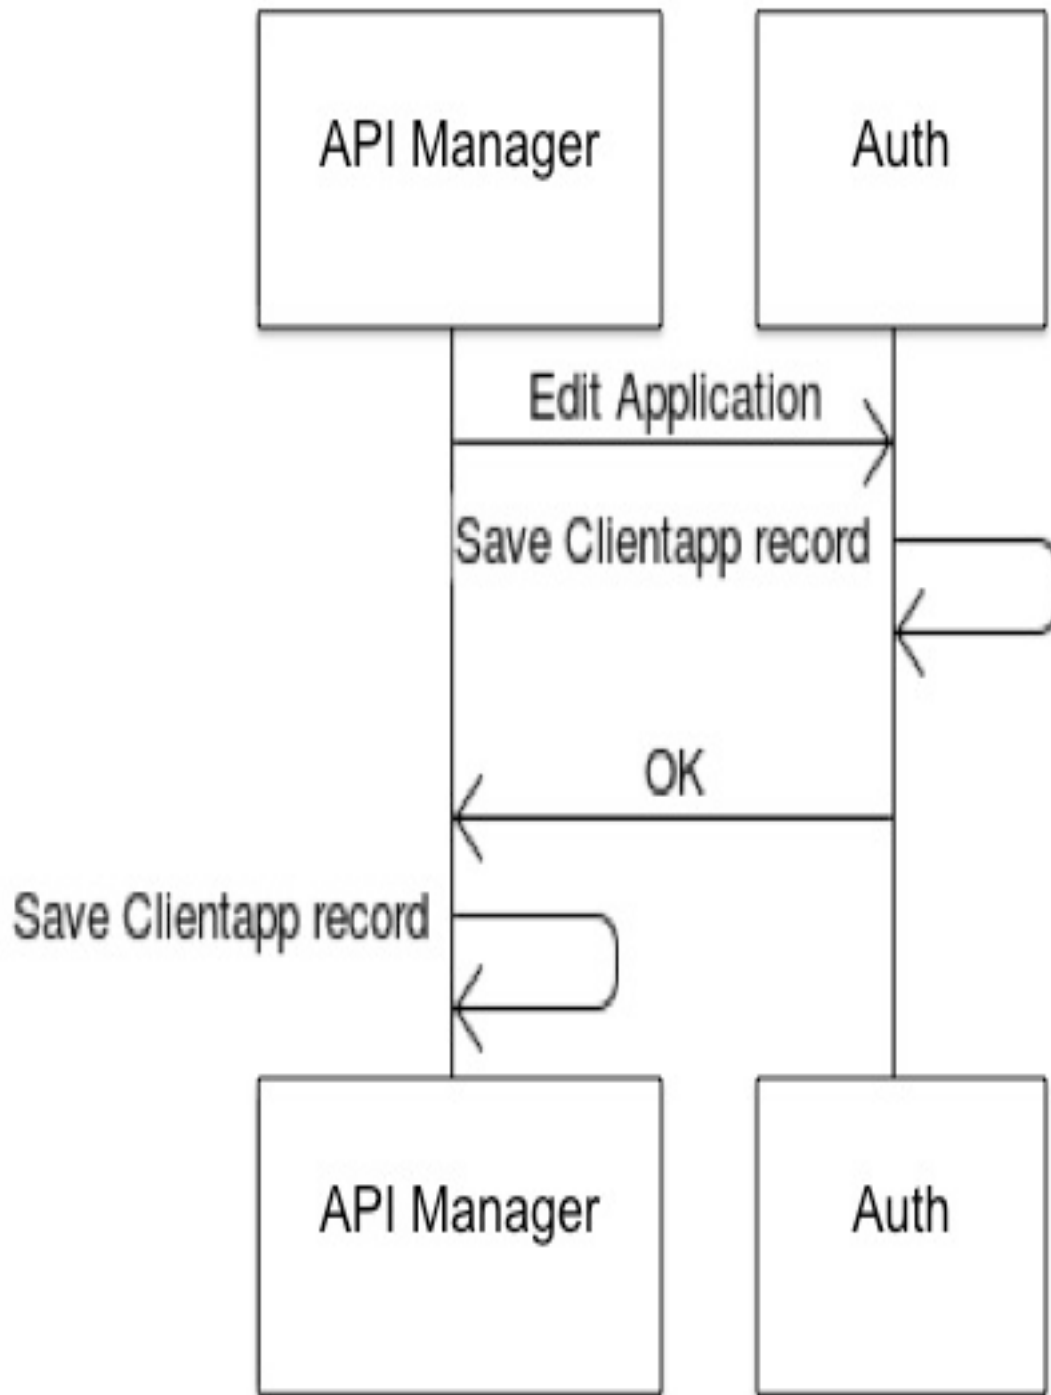 API Manager
Auth
Edit Application
Save Clientapp record
OK
Save Clientapp record
API Manager
Auth